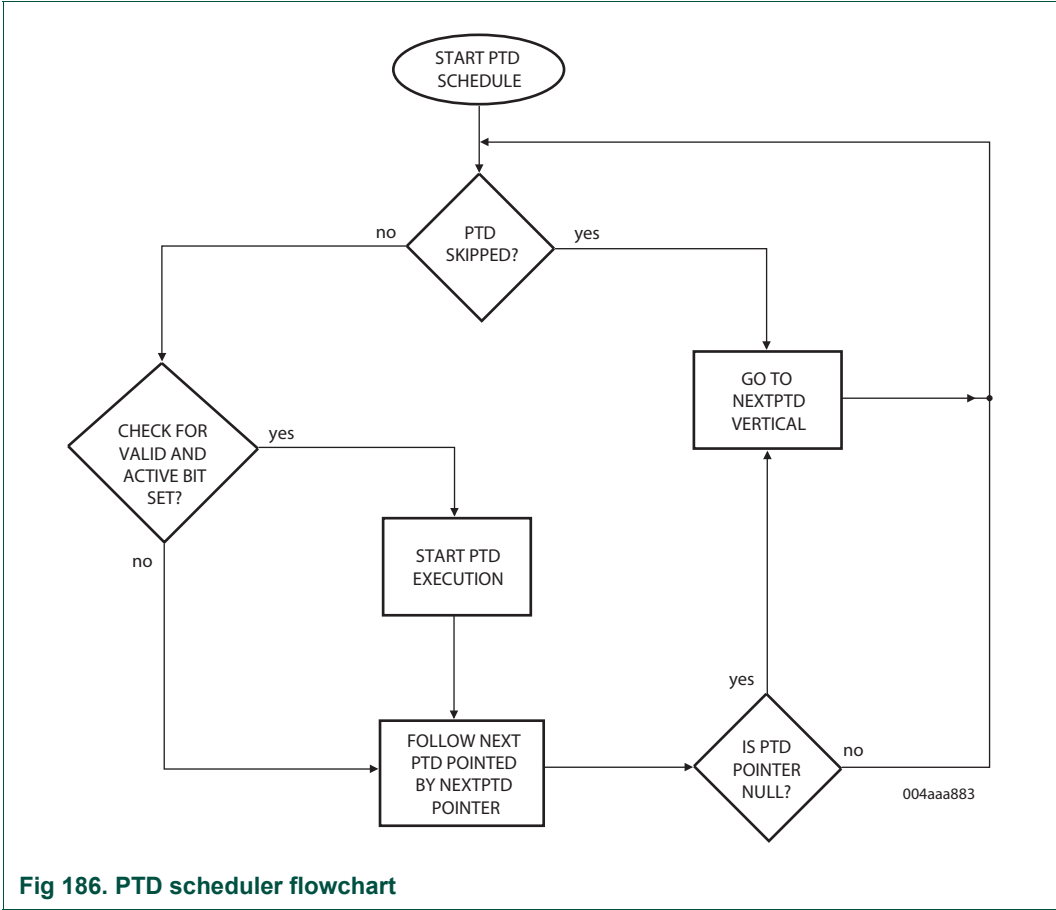 START PTD
SCHEDULE
PTD
SKIPPED?
no
yes
GO TO
NEXTPTD
VERTICAL
CHECK FOR
VALID AND
ACTIVE BIT
SET?
yes
no
START PTD
EXECUTION
FOLLOW NEXT
PTD POINTED
BY NEXTPTD
POINTER
IS PTD
POINTER
NULL?
yes
no
004aaa883
Fig 186. PTD scheduler flowchart